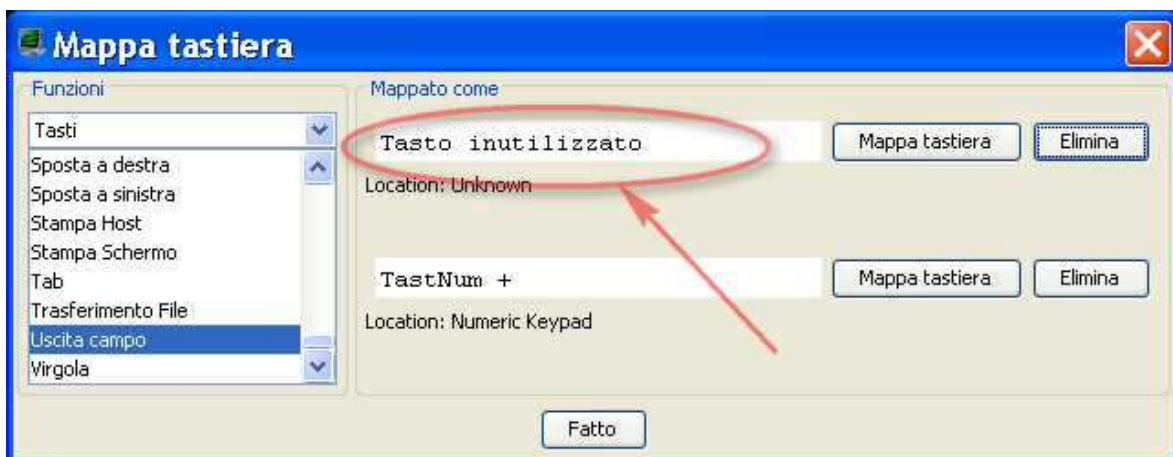 Mappa tastiera
Funzioni
Tasti
Sposta a destra
Sposta a sinistra
Stampa Host
Stampa Schermo
Tab
Trasferimento File
Uscita campo
Virgola
Mappato come
Tasto inutilizzato
Mappa tastiera
Elimina
Location: Unknown
TastNum +
Mappa tastiera
Elimina
Location: Numeric Keypad
Fatto